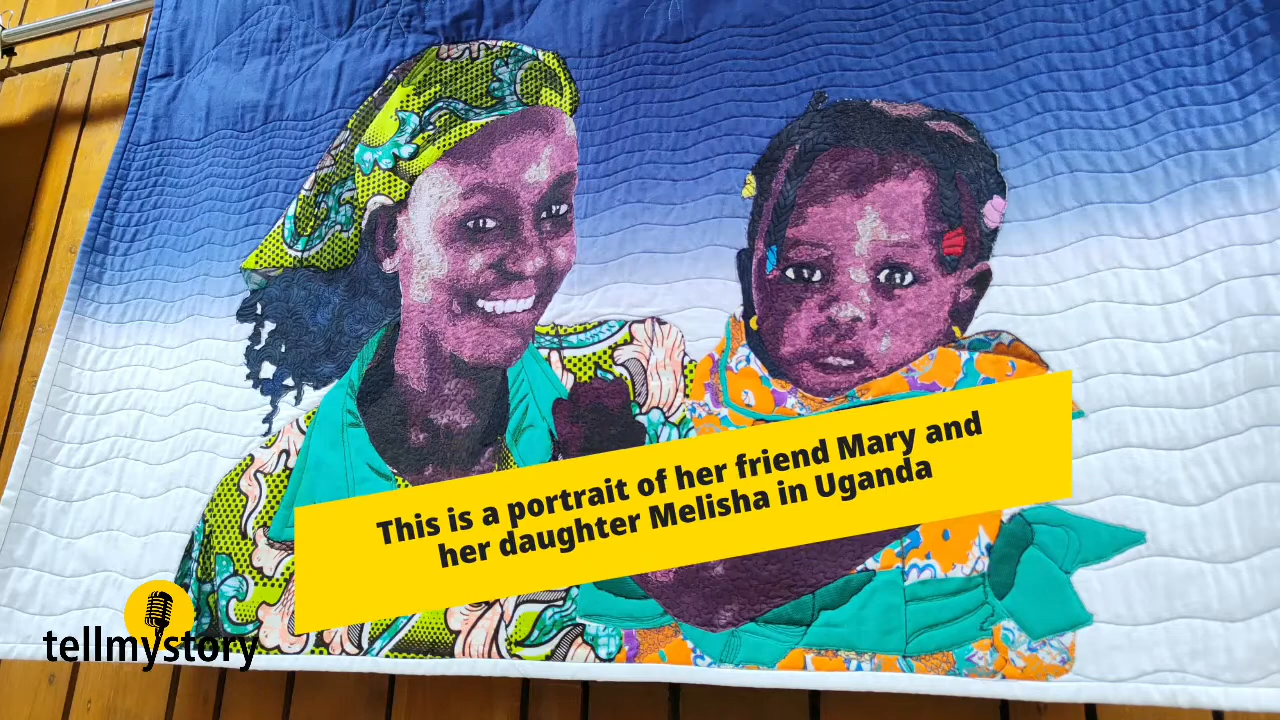 This is a portrait of her friend Mary and
her daughter Melisha in Uganda
tellmystory